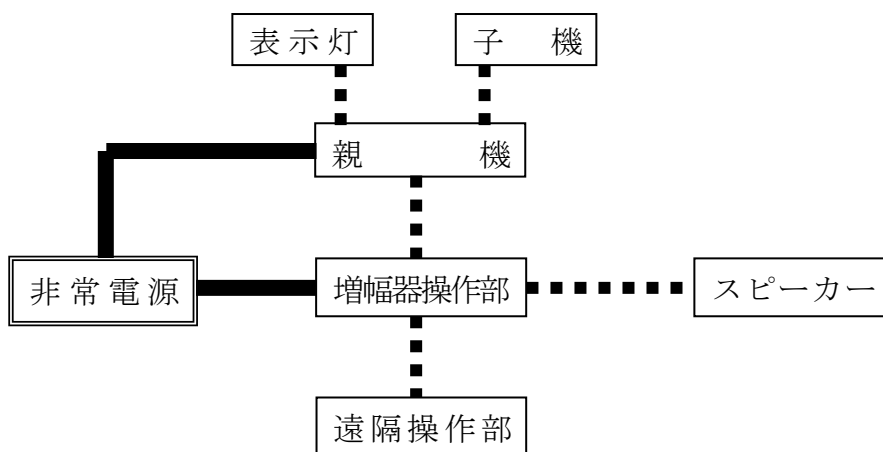 表示灯
子機
親機
非常電源
増幅器操作部
スピーカー
遠隔操作部